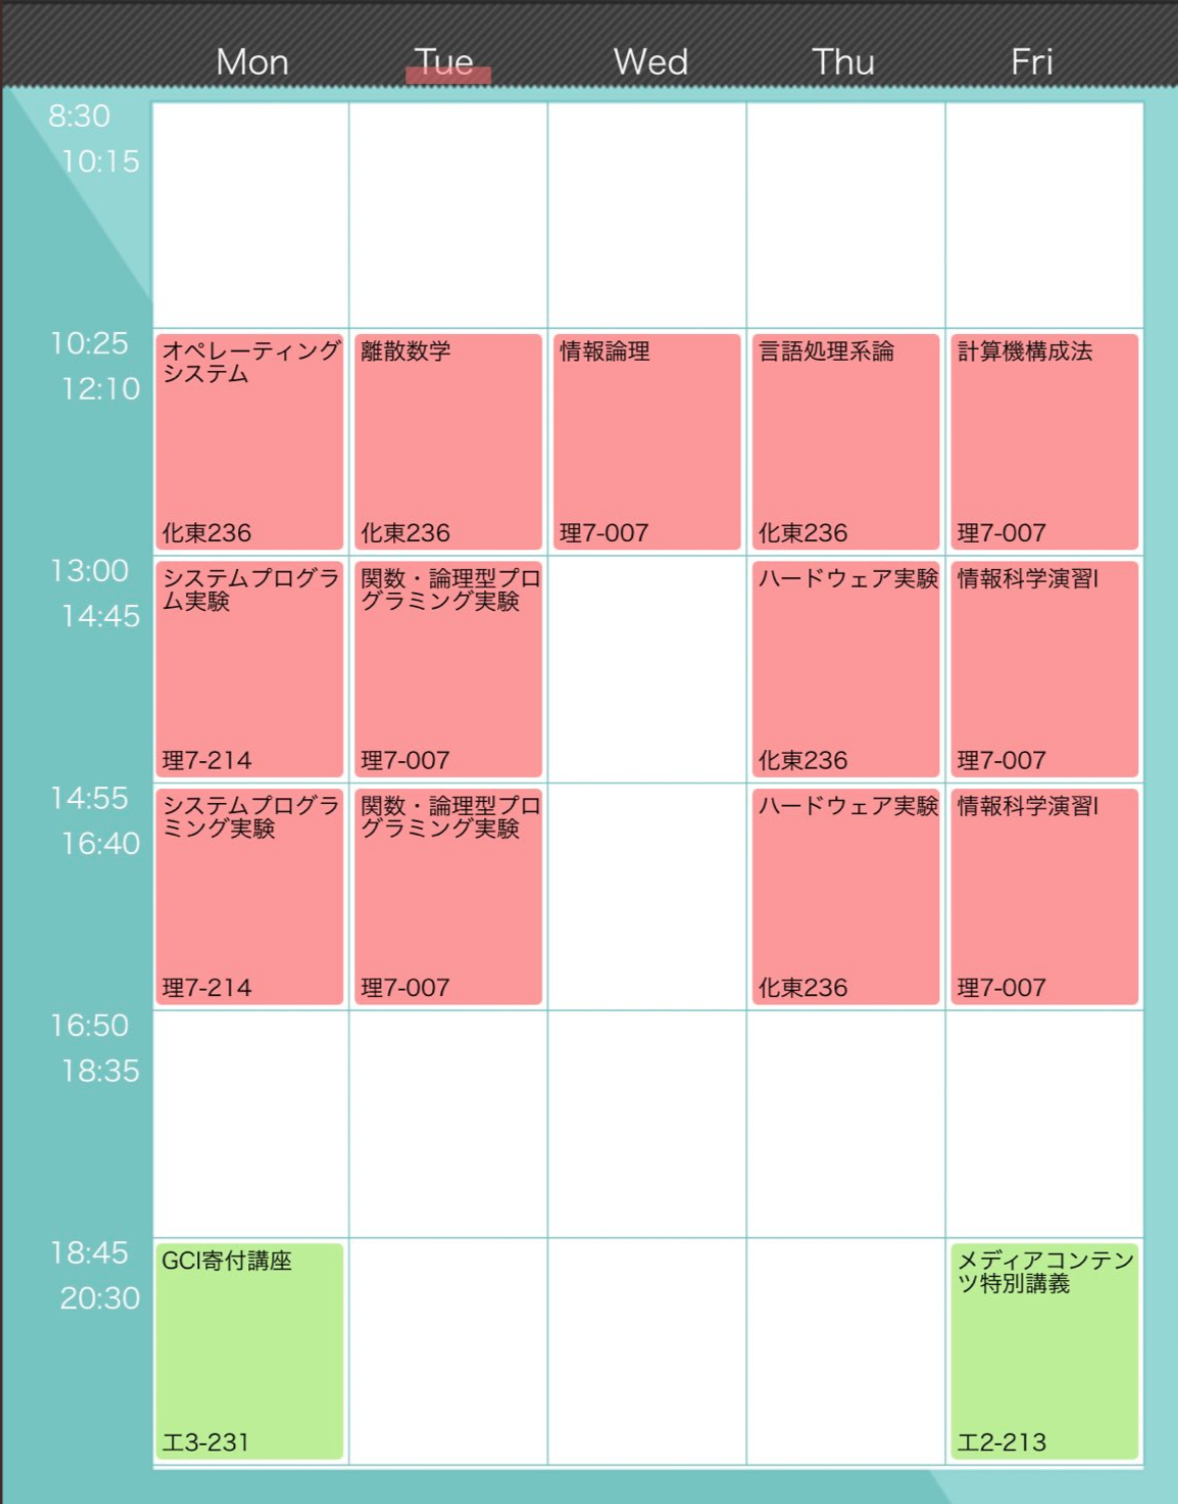 Mon Tue Wed Thu Fri
8:30
10:15
10:25
12:10
オペレーティング
システム
化東236
離散数学
化東236
情報論理
理7-007
言語処理系論
化東236
計算機構成法
理7-007
13:00
14:45
システムプログラ
ム実験
理7-214
関数・論理型プロ
グラミング実験
理7-007
ハードウェア実験
化東236
情報科学演習I
理7-007
14:55
16:40
システムプログラ
ミング実験
理7-214
関数・論理型プロ
グラミング実験
理7-007
ハードウェア実験
化東236
情報科学演習I
理7-007
16:50
18:35
18:45
20:30
GCI寄付講座
工3-231
メディアコンテン
ツ特別講義
工2-213